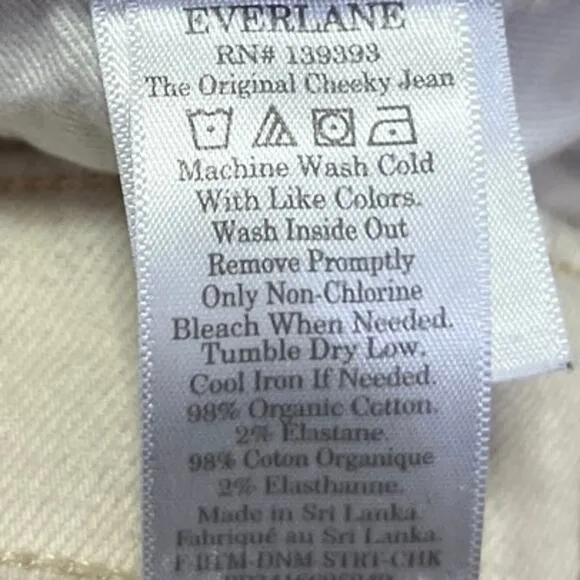 EVERLANE
RN# 139393
The Original Cheeky Jean
Machine Wash Cold
With Like Colors.
Wash Inside Out
Remove Promptly
Only Non-Chlorine
Bleach When Needed.
Tumble Dry Low.
Cool Iron If Needed.
98% Organic Cotton.
2% Elastane.
98% Coton Organique
2% Elasthanne.
Made in Sri Lanka.
Fabriqué au Sri Lanka.
F-BTM-DNM-STRT-CHK